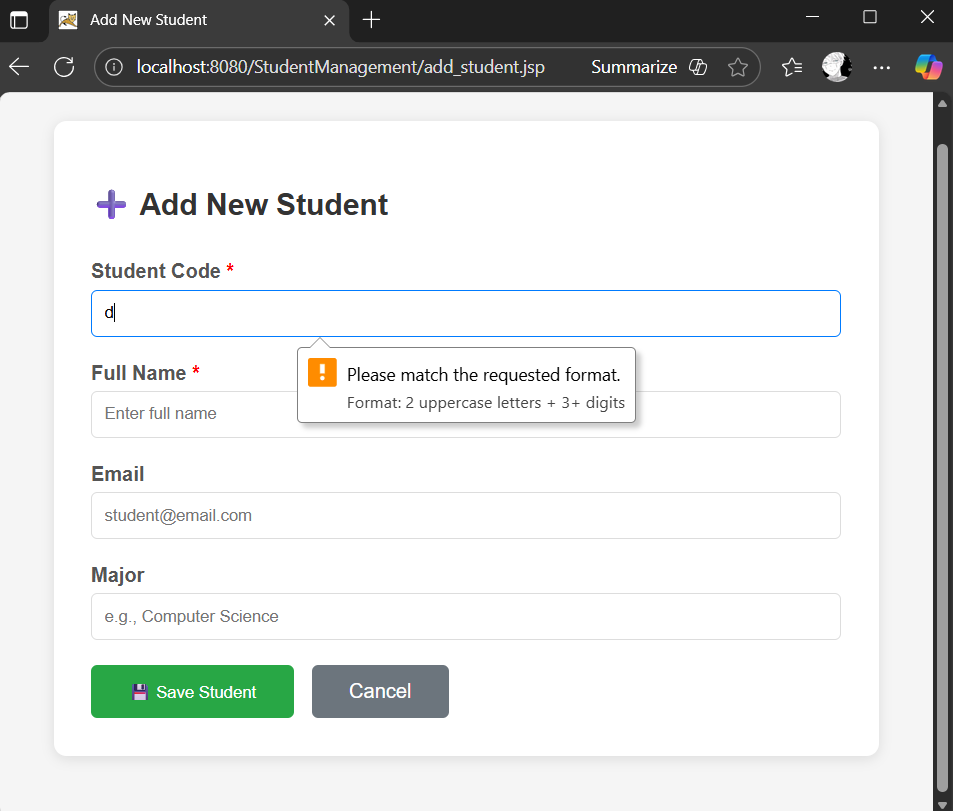 Add New Student
localhost:8080/StudentManagement/add_student.jsp
Summarize
Add New Student
Student Code *
d
Please match the requested format.
Format: 2 uppercase letters + 3+ digits
Full Name *
Enter full name
Email
student@email.com
Major
e.g., Computer Science
Save Student
Cancel